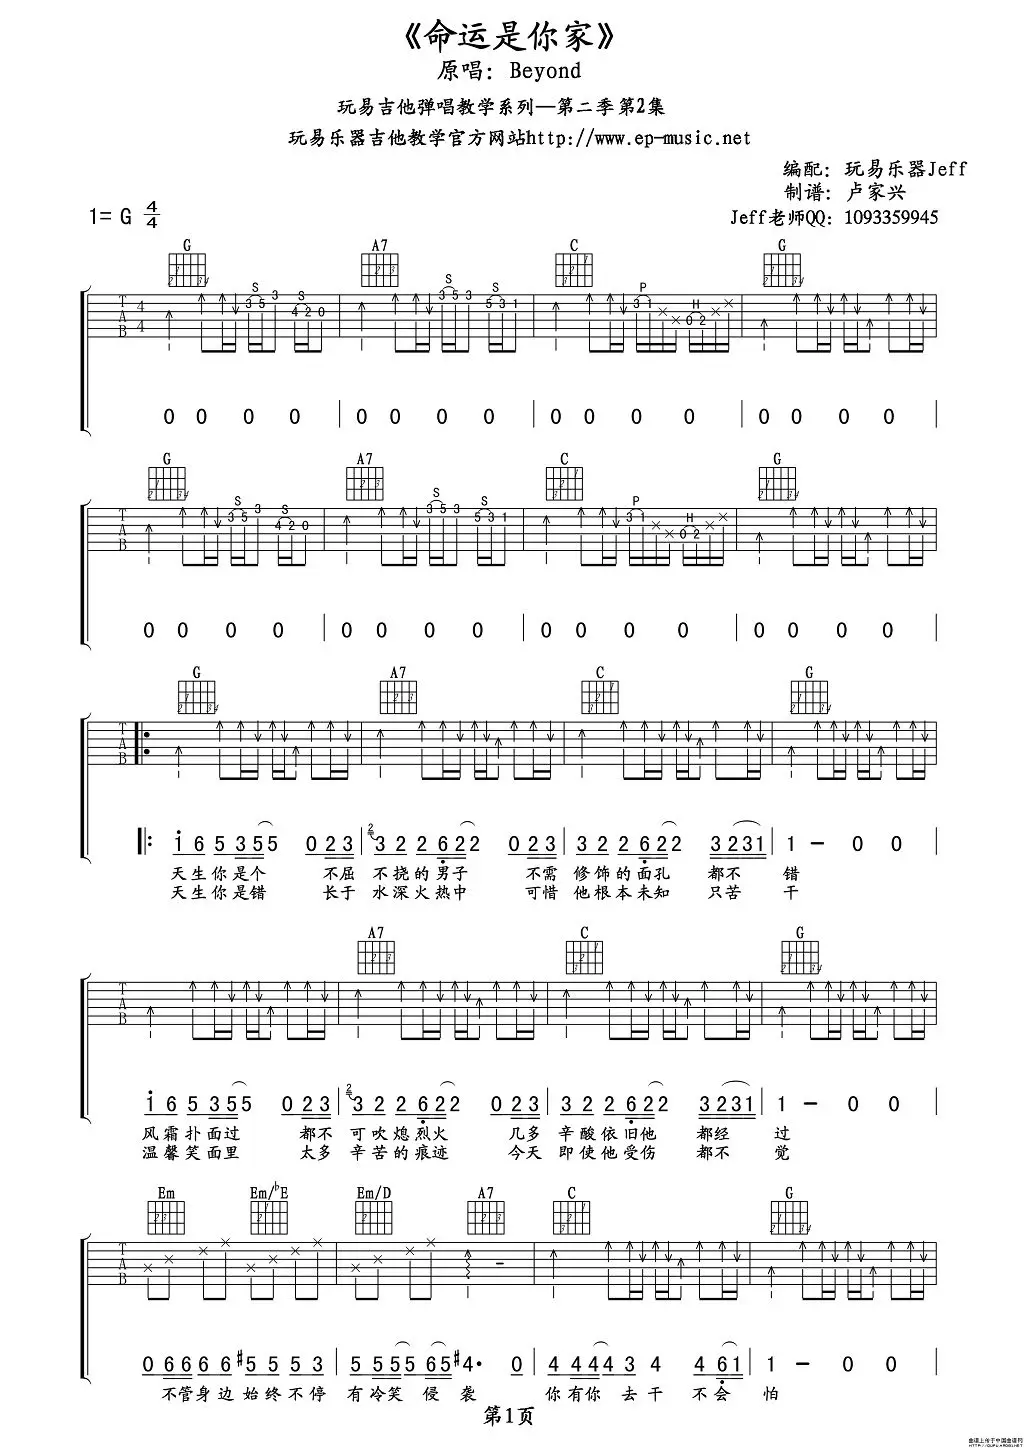 《命运是你家》
原唱：Beyond
玩易吉他弹唱教学系列—第二季第2集
玩易乐器吉他教学官方网站http://www.ep-music.net
编配：玩易乐器Jeff
制谱：卢家兴
1= G 4/4
Jeff老师QQ：1093359945
G A7 C G
S S S S P H
T A B 4/4 3 5 3 4 2 0 3 5 3 5 3 1 3 1 0 2
0 0 0 0 | 0 0 0 0 | 0 0 0 0 | 0 0 0 0
G A7 C G
S S S S P H
T A B 3 5 3 4 2 0 3 5 3 5 3 1 3 1 0 2
0 0 0 0 | 0 0 0 0 | 0 0 0 0 | 0 0 0 0
G A7 C G
T A B
1 6 5 3 5 5 0 2 3 | 2 3 2 2 6 2 2 0 2 3 | 3 2 2 6 2 2 3 2 3 1 | 1 - 0 0
天生你是个 不屈 不挠的男子 不需 修饰的面孔 都不 错
天生你是错 长于 水深火热中 可惜 他根本未知 只苦 干
A7 C G
T A B
1 6 5 3 5 5 0 2 3 | 2 3 2 2 6 2 2 0 2 3 | 3 2 2 6 2 2 3 2 3 1 | 1 - 0 0
风霜扑面过 都不 可吹熄烈火 几多 辛酸依旧他 都经 过
温馨笑面里 太多 辛苦的痕迹 今天 即使他受伤 都不 觉
Em Em/♭E Em/D A7 C G
T A B
0 6 6 6 6 #5 5 5 3 | 5 5 5 5 6 5 #4· 0 | 4 4 4 4 3 4 4 6 1 | 1 - 0 0
不管身边始终不停 有冷笑 侵 袭 你有你 去干 不会 怕
第1页
曲谱上传于中国曲谱网